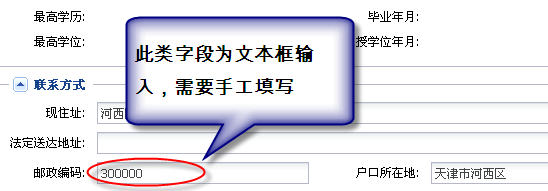 最高学历: 毕业年月:
最高学位: 授学位年月:
此类字段为文本框输
入，需要手工填写
联系方式
现住址: 河西
法定送达地址:
邮政编码: 300000 户口所在地: 天津市河西区